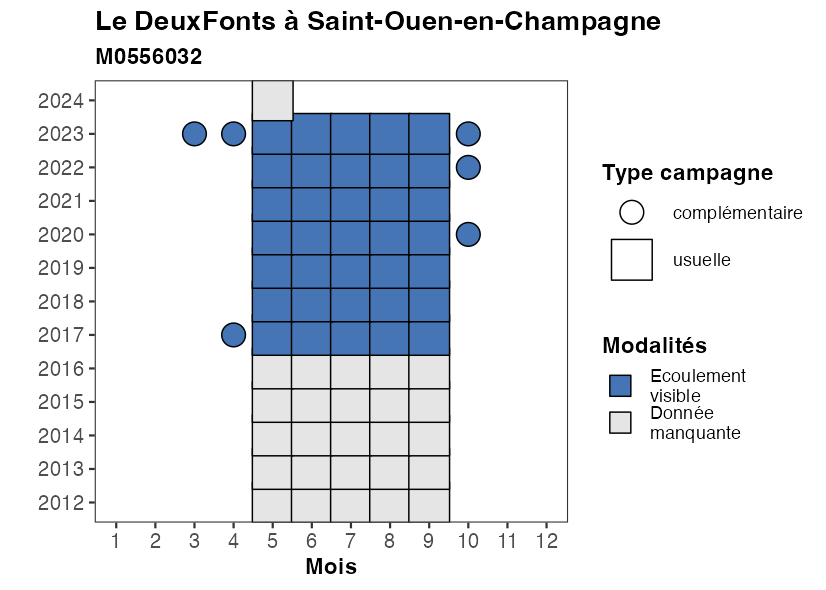 Le DeuxFonts à Saint-Ouen-en-Champagne
M0556032
2024
2023
2022
2021
2020
2019
2018
2017
2016
2015
2014
2013
2012
1 2 3 4 5 6 7 8 9 10 11 12
Mois
Type campagne
complémentaire
usuelle
Modalités
Ecoulement
visible
Donnée
manquante